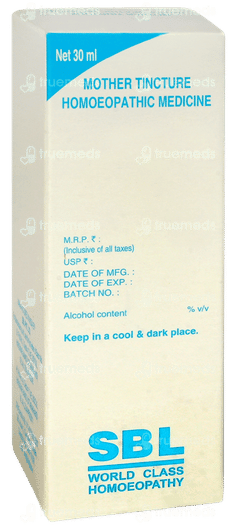 Net 30 ml
MOTHER TINCTURE
HOMOEOPATHIC MEDICINE
M.R.P. ₹ :
(Inclusive of all taxes)
USP ₹ :
DATE OF MFG. :
DATE OF EXP. :
BATCH NO. :
Alcohol content % v/v
Keep in a cool & dark place.
SBL
WORLD CLASS
HOMOEOPATHY
truemeds